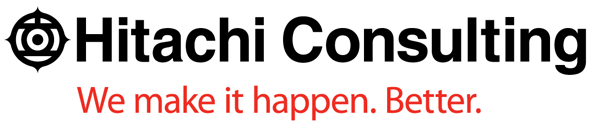 Hitachi Consulting
We make it happen. Better.